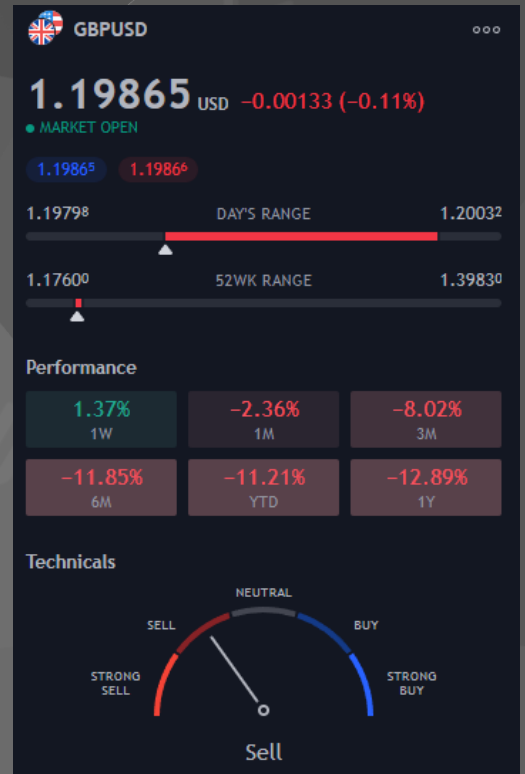 GBPUSD
1.19865 USD −0.00133 (−0.11%)
MARKET OPEN
1.1986⁵ 1.1986⁶
1.1979⁸ DAY'S RANGE 1.2003²
1.1760⁰ 52WK RANGE 1.3983⁰
Performance
1.37% −2.36% −8.02%
1W 1M 3M
−11.85% −11.21% −12.89%
6M YTD 1Y
Technicals
NEUTRAL
SELL BUY
STRONG STRONG
SELL BUY
Sell